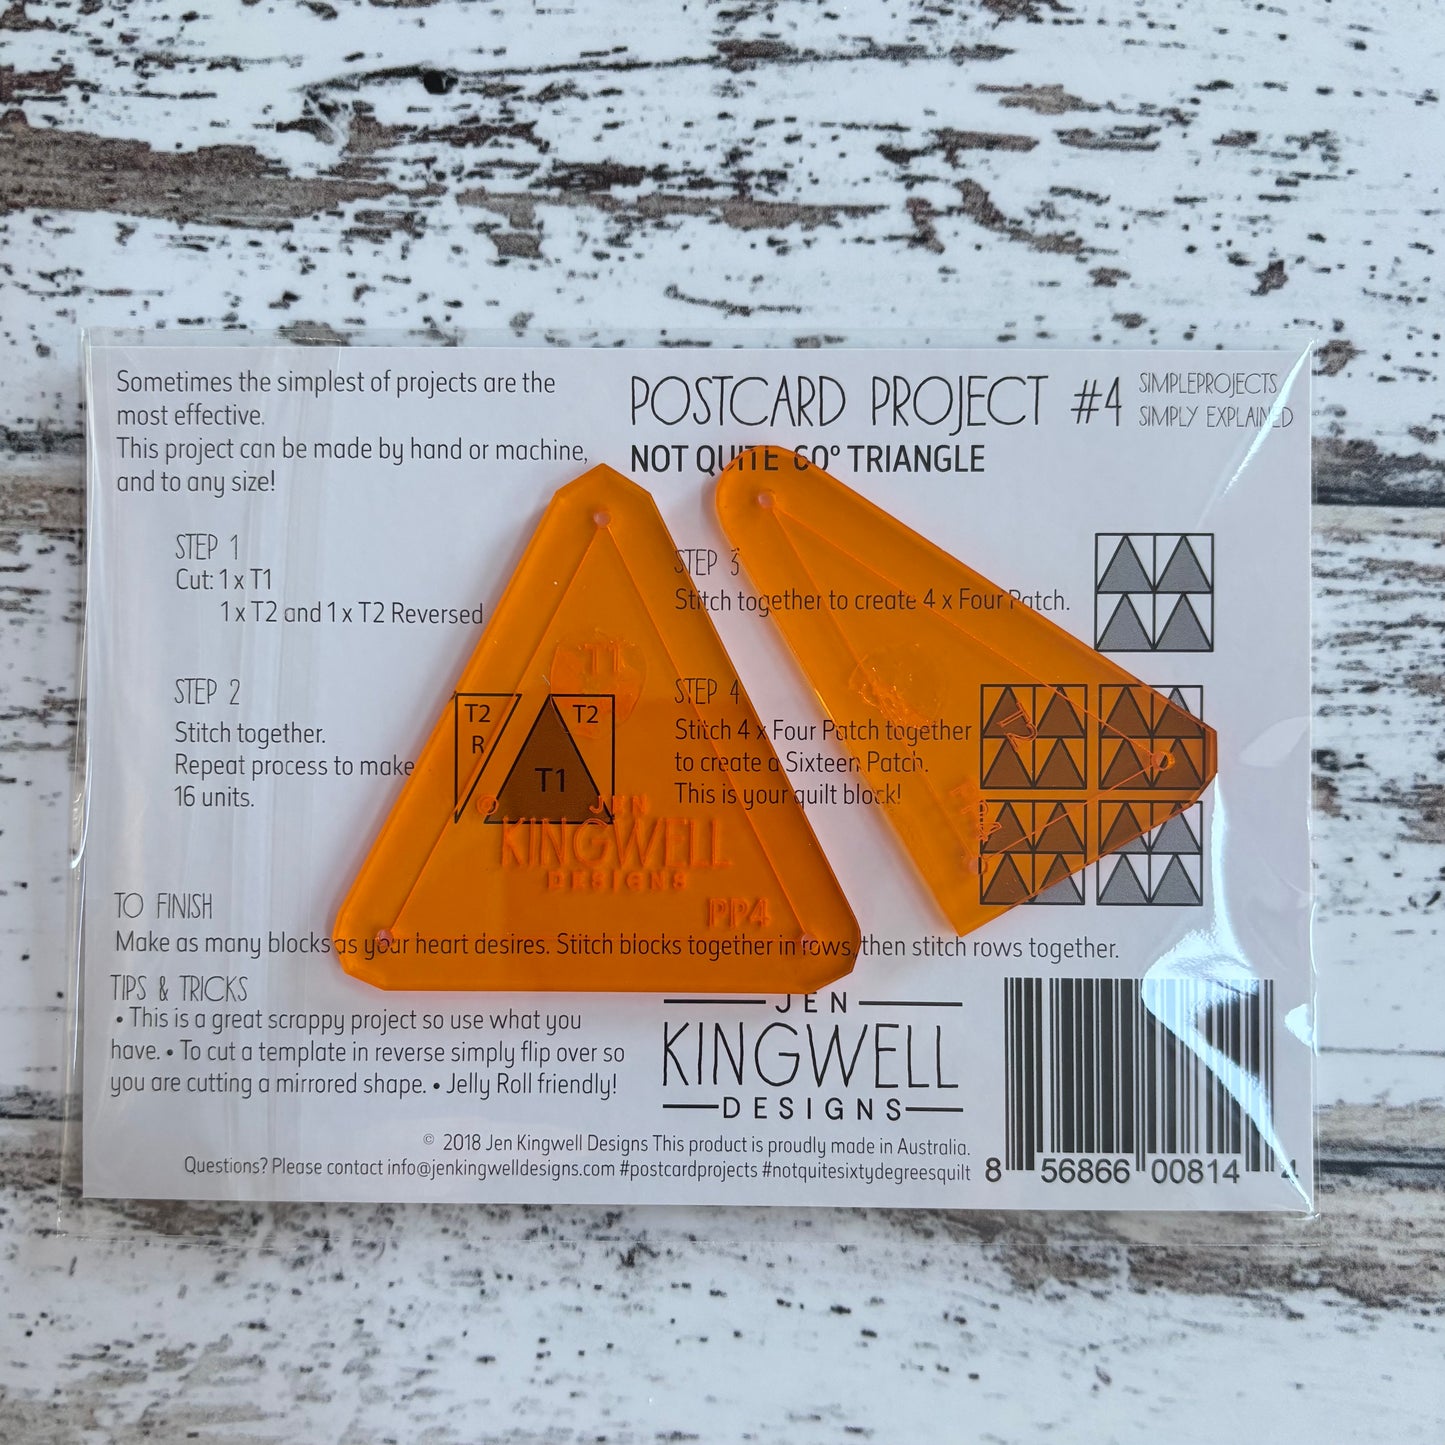 Sometimes the simplest of projects are the
most effective.
This project can be made by hand or machine,
and to any size!
POSTCARD PROJECT #4
SIMPLEPROJECTS
SIMPLY EXPLAINED
NOT QUITE 60° TRIANGLE
STEP 1
Cut: 1 x T1
1 x T2 and 1 x T2 Reversed
STEP 2
Stitch together.
Repeat process to make
16 units.
T2
R
T1
T2
T1
© JEN
KINGWELL
DESIGNS
PP4
STEP 3
Stitch together to create 4 x Four Patch.
STEP 4
Stitch 4 x Four Patch together
to create a Sixteen Patch.
This is your quilt block!
T2
PP4
TO FINISH
Make as many blocks as your heart desires. Stitch blocks together in rows, then stitch rows together.
TIPS & TRICKS
• This is a great scrappy project so use what you
have. • To cut a template in reverse simply flip over so
you are cutting a mirrored shape. • Jelly Roll friendly!
JEN
KINGWELL
DESIGNS
© 2018 Jen Kingwell Designs This product is proudly made in Australia.
Questions? Please contact info@jenkingwelldesigns.com #postcardprojects #notquitesixtydegreesquilt
8 56866 00814 4